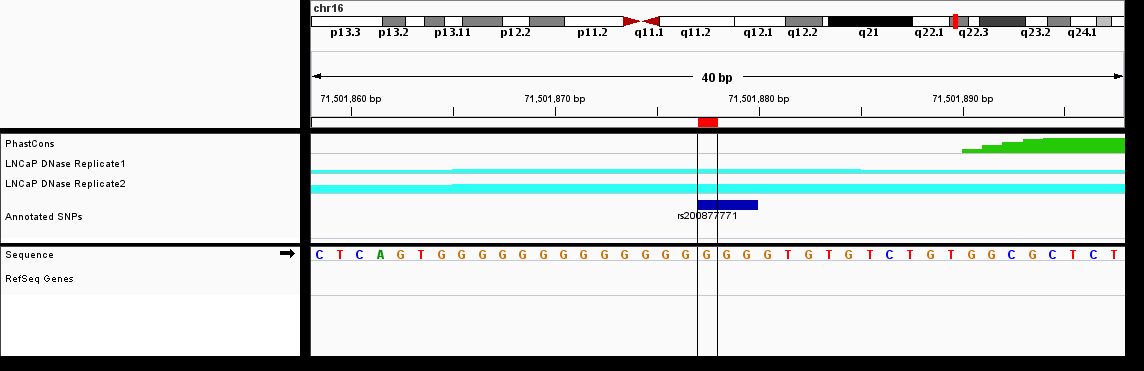 chr16
p13.3 p13.2 p13.11 p12.2 p11.2 q11.1 q11.2 q12.1 q12.2 q21 q22.1 q22.3 q23.2 q24.1
40 bp
71,501,860 bp 71,501,870 bp 71,501,880 bp 71,501,890 bp
PhastCons
LNCaP DNase Replicate1
LNCaP DNase Replicate2
Annotated SNPs rs200877771
Sequence C T C A G T G G G G G G G G G G G G G G G G G T G T G T C T G T G G C G C T C T
RefSeq Genes